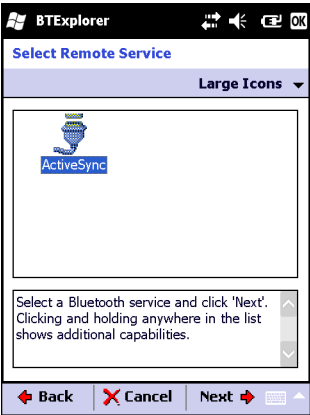 BTExplorer OK
Select Remote Service
Large Icons
ActiveSync
Select a Bluetooth service and click 'Next'.
Clicking and holding anywhere in the list
shows additional capabilities.
Back Cancel Next